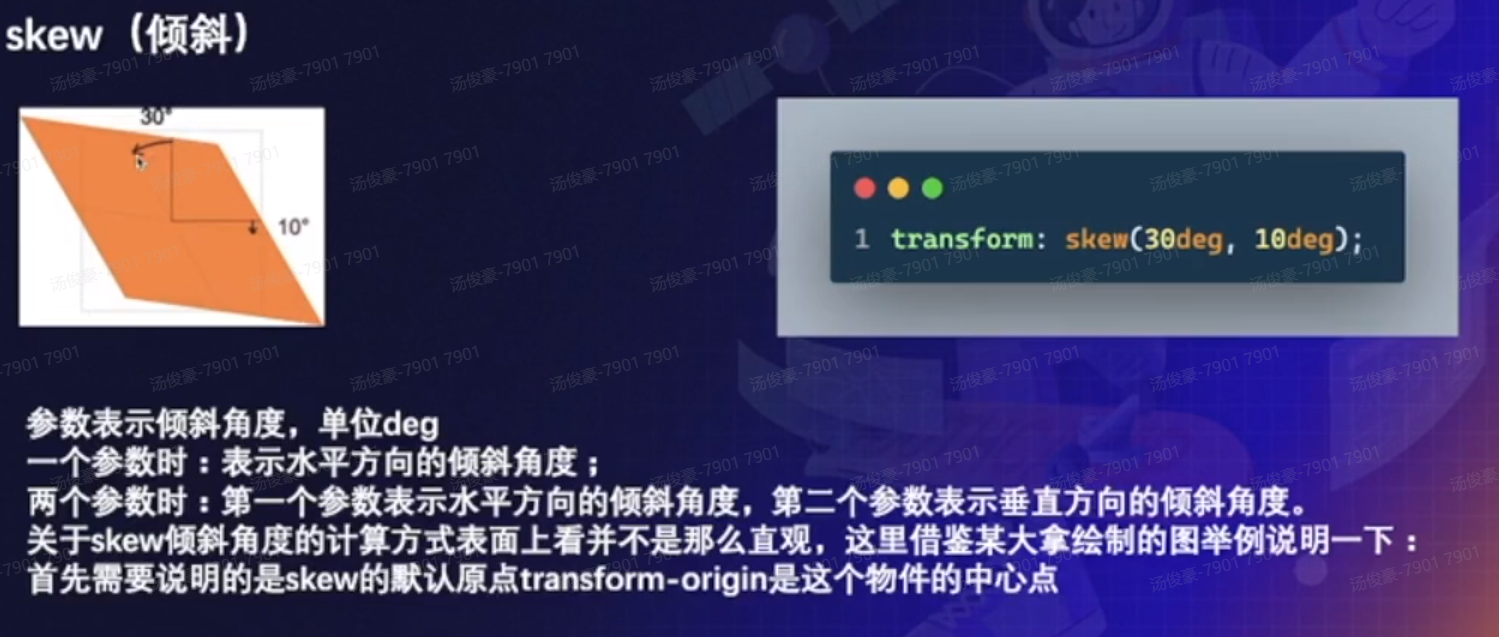 skew（倾斜）
30°
10°
1 transform: skew(30deg, 10deg);
参数表示倾斜角度，单位deg
一个参数时：表示水平方向的倾斜角度；
两个参数时：第一个参数表示水平方向的倾斜角度，第二个参数表示垂直方向的倾斜角度。
关于skew倾斜角度的计算方式表面上看并不是那么直观，这里借鉴某大拿绘制的图举例说明一下：
首先需要说明的是skew的默认原点transform-origin是这个物件的中心点
汤俊豪-7901 7901